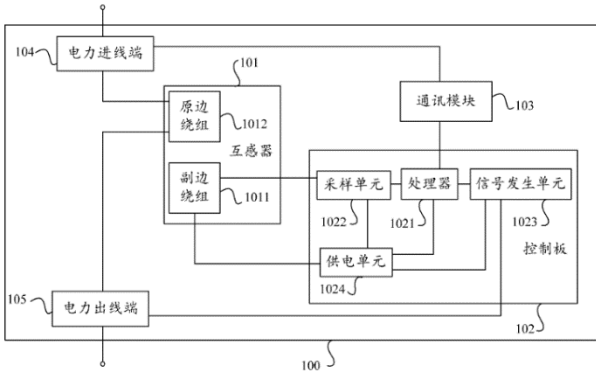 104
电力进线端
101
原边
绕组
1012
互感器
副边
绕组
1011
通讯模块
103
采样单元
处理器
信号发生单元
1022
1021
1023
控制板
供电单元
1024
105
电力出线端
102
100